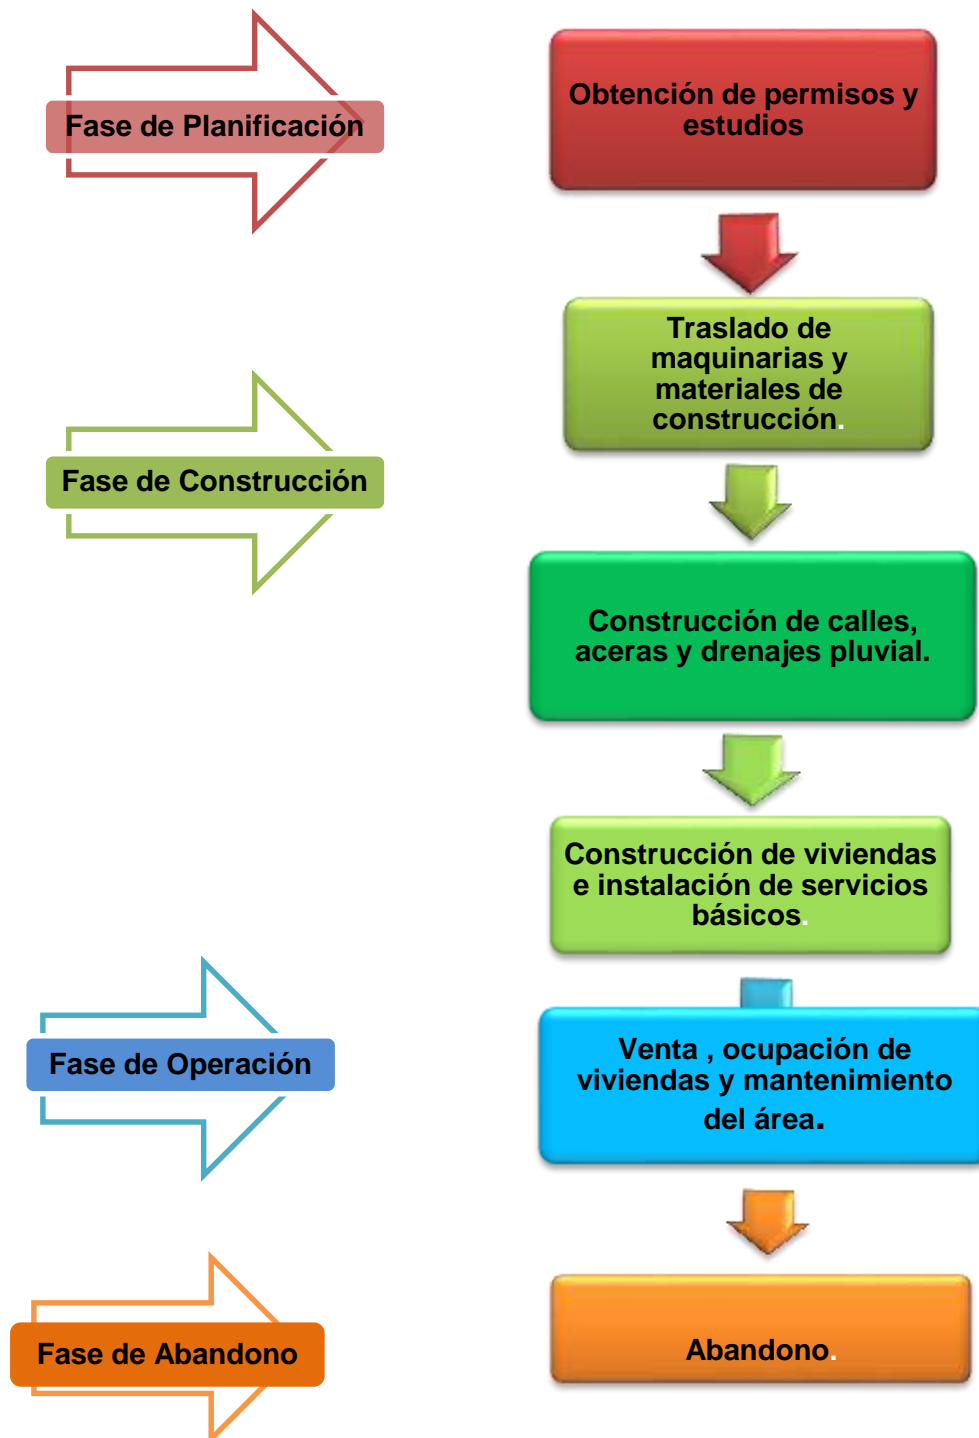 Fase de Planificación
Obtención de permisos y
estudios
Traslado de
maquinarias y
materiales de
construcción.
Fase de Construcción
Construcción de calles,
aceras y drenajes pluvial.
Construcción de viviendas
e instalación de servicios
básicos.
Fase de Operación
Venta , ocupación de
viviendas y mantenimiento
del área.
Fase de Abandono
Abandono.